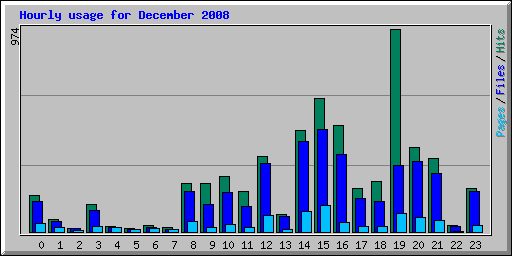 Hourly usage for December 2008
974
Pages / Files / Hits
0 1 2 3 4 5 6 7 8 9 10 11 12 13 14 15 16 17 18 19 20 21 22 23